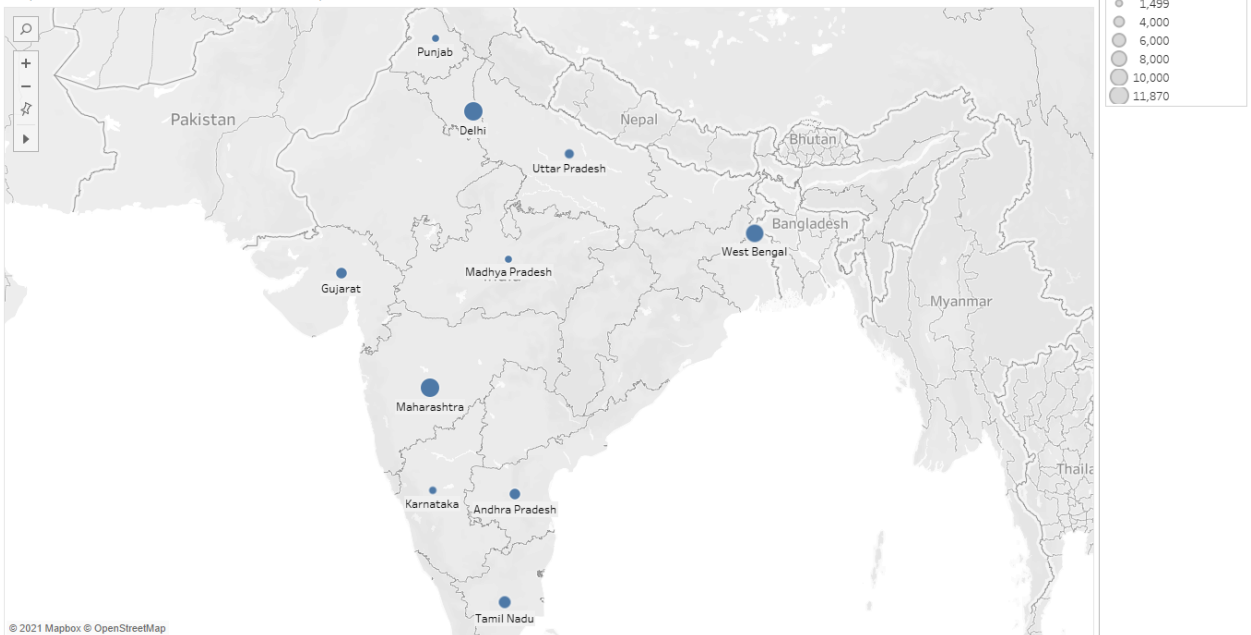 1,499
4,000
6,000
8,000
10,000
11,870
Punjab
Pakistan
Delhi
Nepal
Bhutan
Uttar Pradesh
Bangladesh
West Bengal
Madhya Pradesh
Gujarat
Myanmar
Maharashtra
Thaila
Karnataka
Andhra Pradesh
Tamil Nadu
© 2021 Mapbox © OpenStreetMap